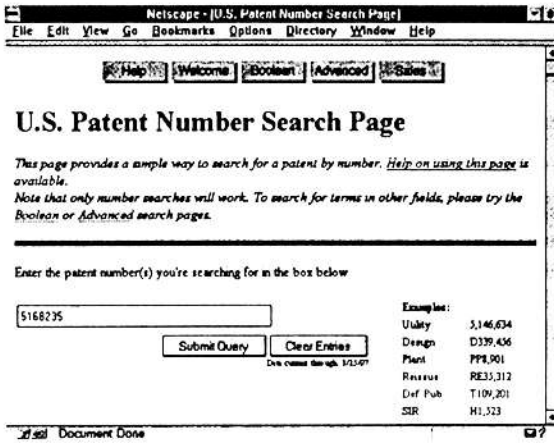 Netscape - [U.S. Patent Number Search Page]
File Edit View Go Bookmarks Options Directory Window Help
Help Welcome Boolean Advanced Sales
U.S. Patent Number Search Page
This page provides a simple way to search for a patent by number. Help on using this page is
available.
Note that only number searches will work. To search for terms in other fields, please try the
Boolean or Advanced search pages.
Enter the patent number(s) you're searching for in the box below
5168235
Submit Query Clear Entries
Data current through
Examples:
Utility 5,146,634
Design D339,456
Plant PP8,901
Reissue RE35,312
Def Pub T109,201
SIR H1,523
Document Done